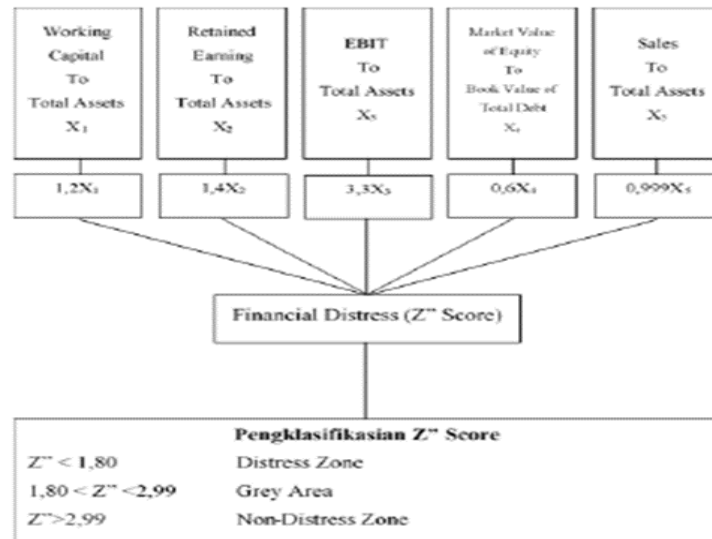 Working
Capital
To
Total Assets
X₁
Retained
Earning
To
Total Assets
X₂
EBIT
To
Total Assets
X₅
Market Value
of Equity
To
Book Value of
Total Debt
X₄
Sales
To
Total Assets
X₅
1,2X₁
1,4X₂
3,3X₃
0,6X₄
0,999X₅
Financial Distress (Z” Score)
Pengklasifikasian Z” Score
Z” < 1,80 Distress Zone
1,80 < Z” <2,99 Grey Area
Z”>2,99 Non-Distress Zone